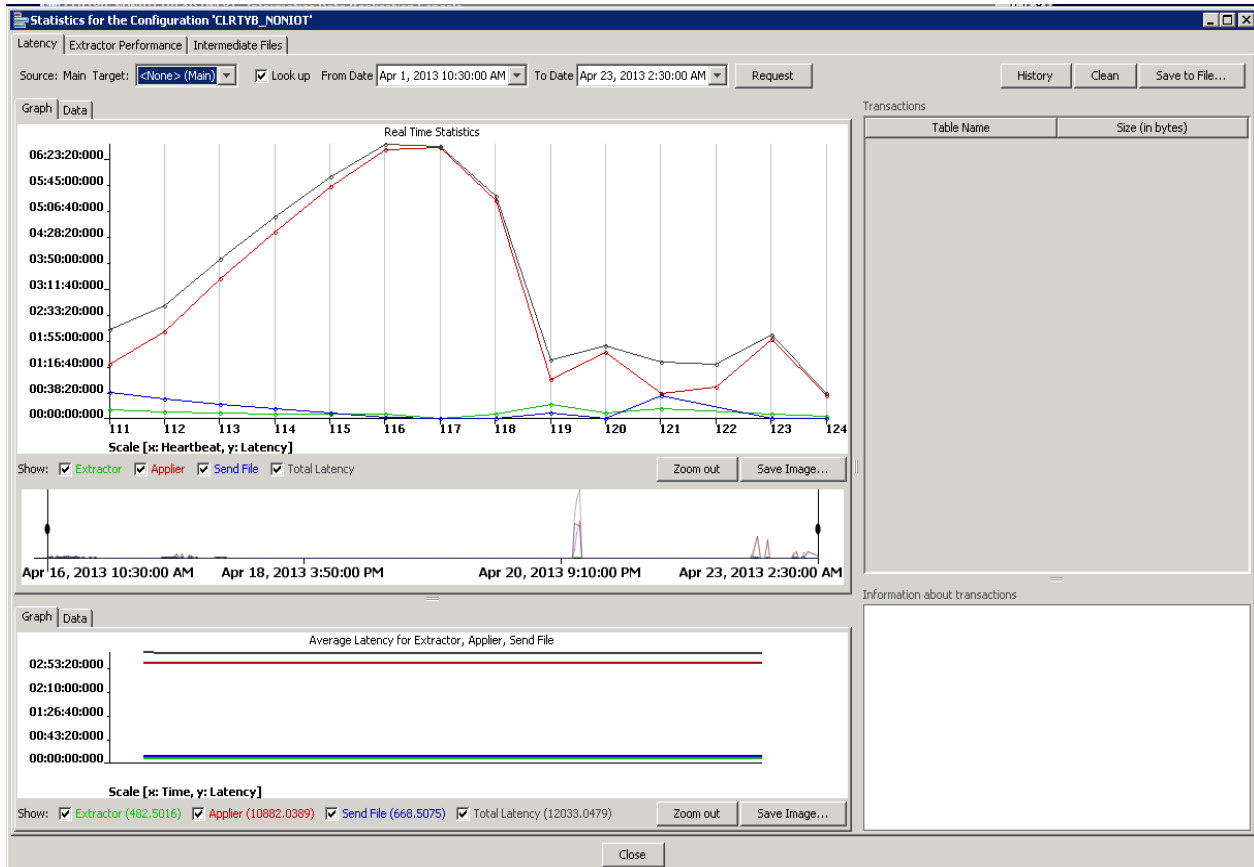 Statistics for the Configuration 'CLRTYB_NONIOT'
Latency Extractor Performance Intermediate Files
Source: Main Target: <None> (Main) Look up From Date Apr 1, 2013 10:30:00 AM To Date Apr 23, 2013 2:30:00 AM Request History Clean Save to File...
Graph Data
Real Time Statistics
06:23:20:000
05:45:00:000
05:06:40:000
04:28:20:000
03:50:00:000
03:11:40:000
02:33:20:000
01:55:00:000
01:16:40:000
00:38:20:000
00:00:00:000
111 112 113 114 115 116 117 118 119 120 121 122 123 124
Scale [x: Heartbeat, y: Latency]
Show: Extractor Applier Send File Total Latency Zoom out Save Image...
Apr 16, 2013 10:30:00 AM Apr 18, 2013 3:50:00 PM Apr 20, 2013 9:10:00 PM Apr 23, 2013 2:30:00 AM
Graph Data
Average Latency for Extractor, Applier, Send File
02:53:20:000
02:10:00:000
01:26:40:000
00:43:20:000
00:00:00:000
Scale [x: Time, y: Latency]
Show: Extractor (482.5016) Applier (10882.0389) Send File (668.5075) Total Latency (12033.0479) Zoom out Save Image...
Transactions
Table Name Size (in bytes)
Information about transactions
Close